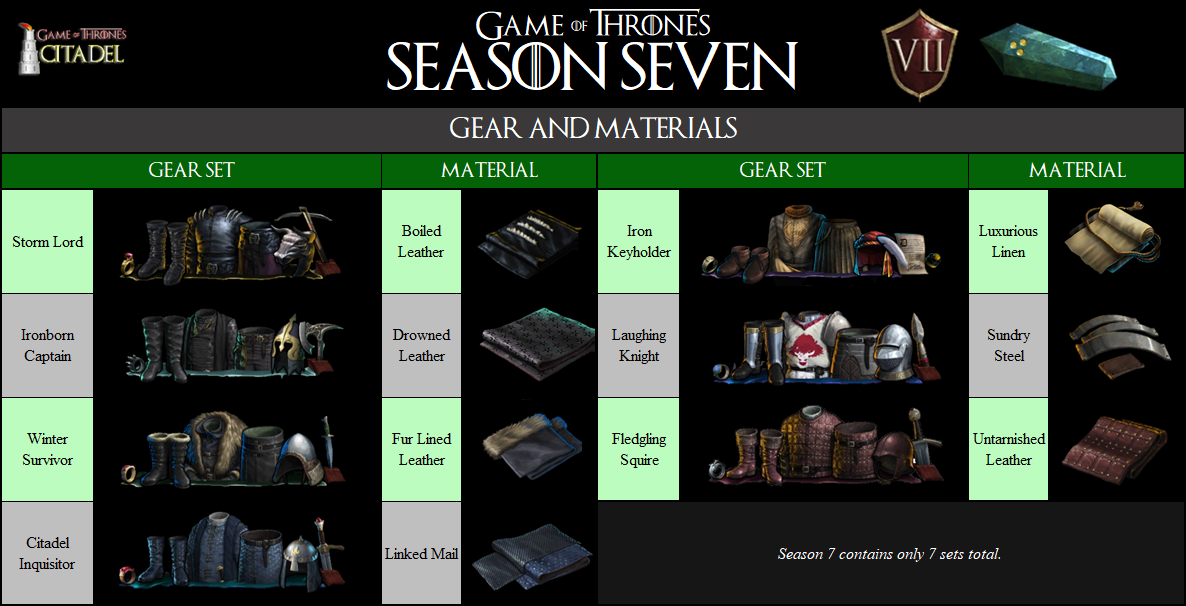 GAME OF THRONES
CITADEL
GAME OF THRONES
SEASON SEVEN
VII
GEAR AND MATERIALS
GEAR SET
MATERIAL
GEAR SET
MATERIAL
Storm Lord
Boiled
Leather
Iron
Keyholder
Luxurious
Linen
Ironborn
Captain
Drowned
Leather
Laughing
Knight
Sundry
Steel
Winter
Survivor
Fur Lined
Leather
Fledgling
Squire
Untarnished
Leather
Citadel
Inquisitor
Linked Mail
Season 7 contains only 7 sets total.